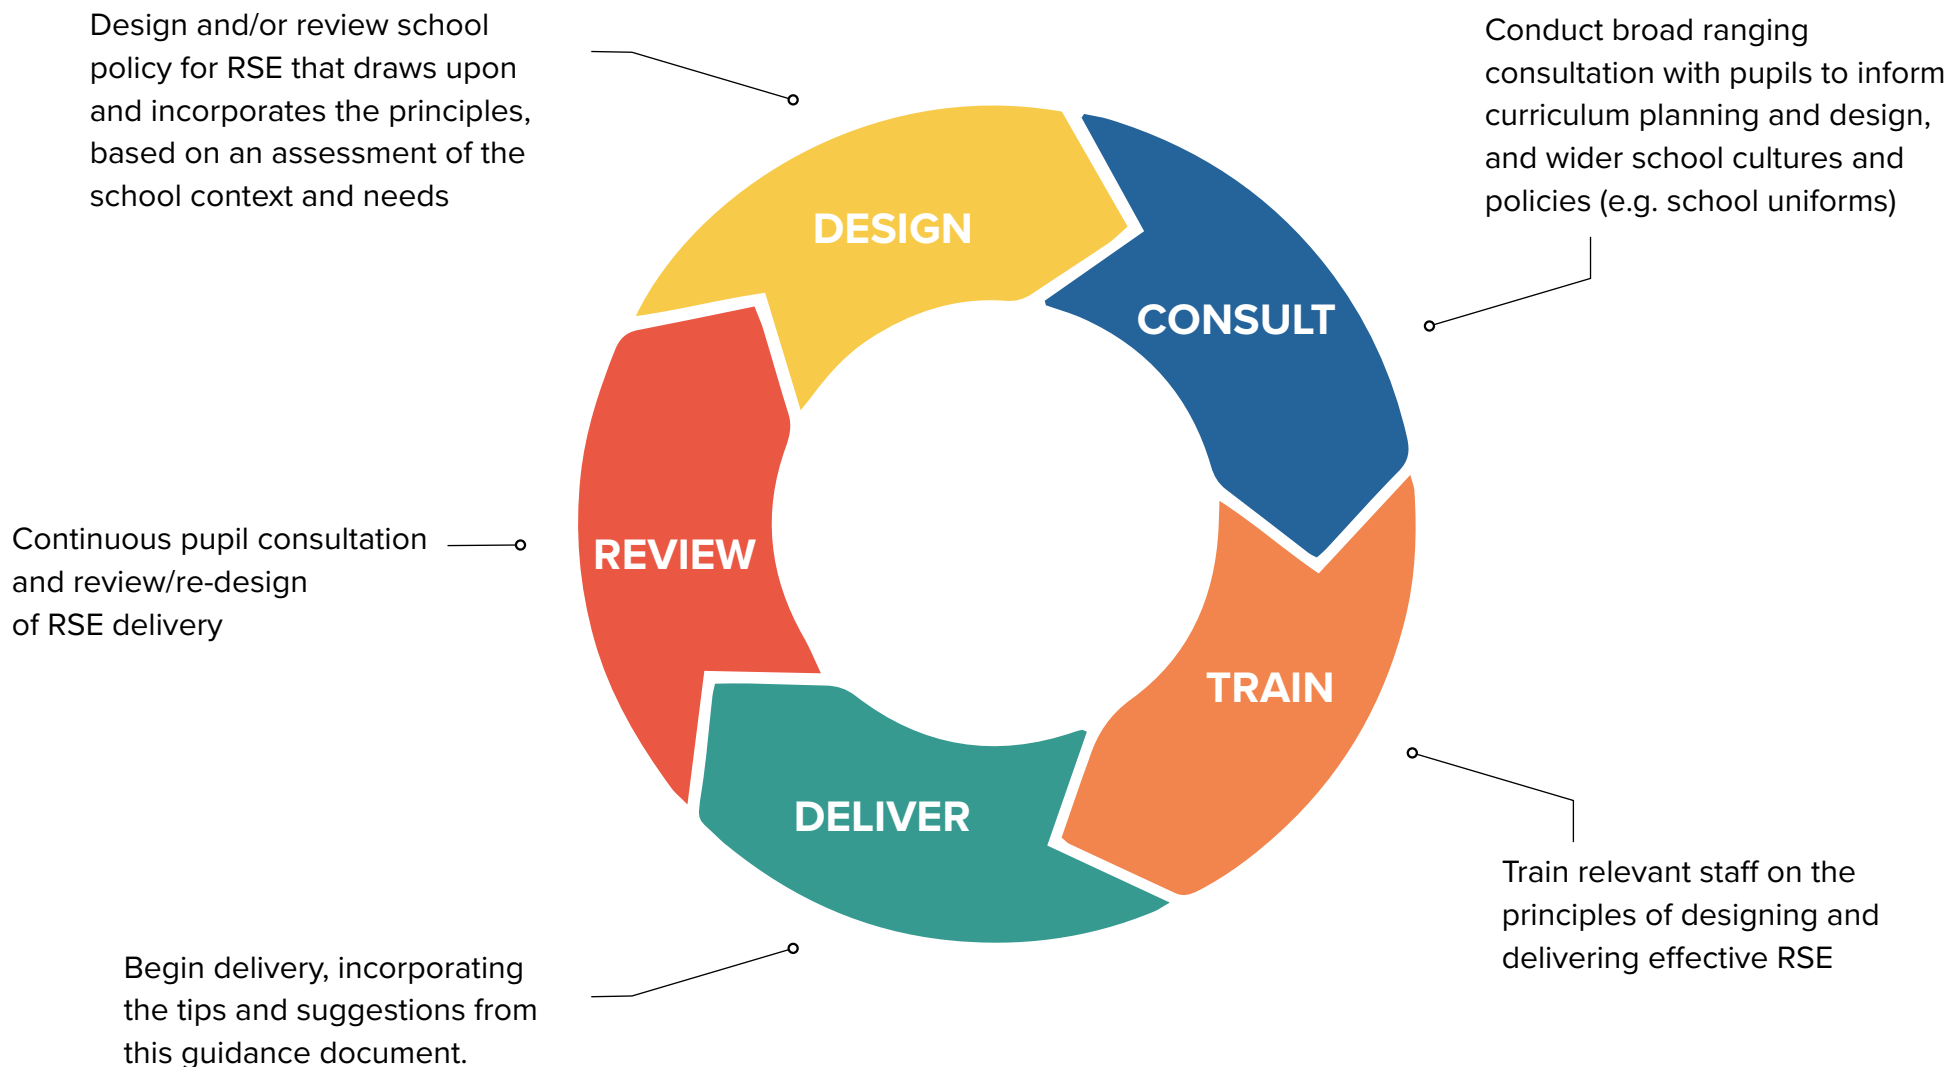 Design and/or review school
policy for RSE that draws upon
and incorporates the principles,
based on an assessment of the
school context and needs
Conduct broad ranging
consultation with pupils to inform
curriculum planning and design,
and wider school cultures and
policies (e.g. school uniforms)
DESIGN
CONSULT
Continuous pupil consultation
and review/re-design
of RSE delivery
REVIEW
TRAIN
DELIVER
Train relevant staff on the
principles of designing and
delivering effective RSE
Begin delivery, incorporating
the tips and suggestions from
this guidance document.